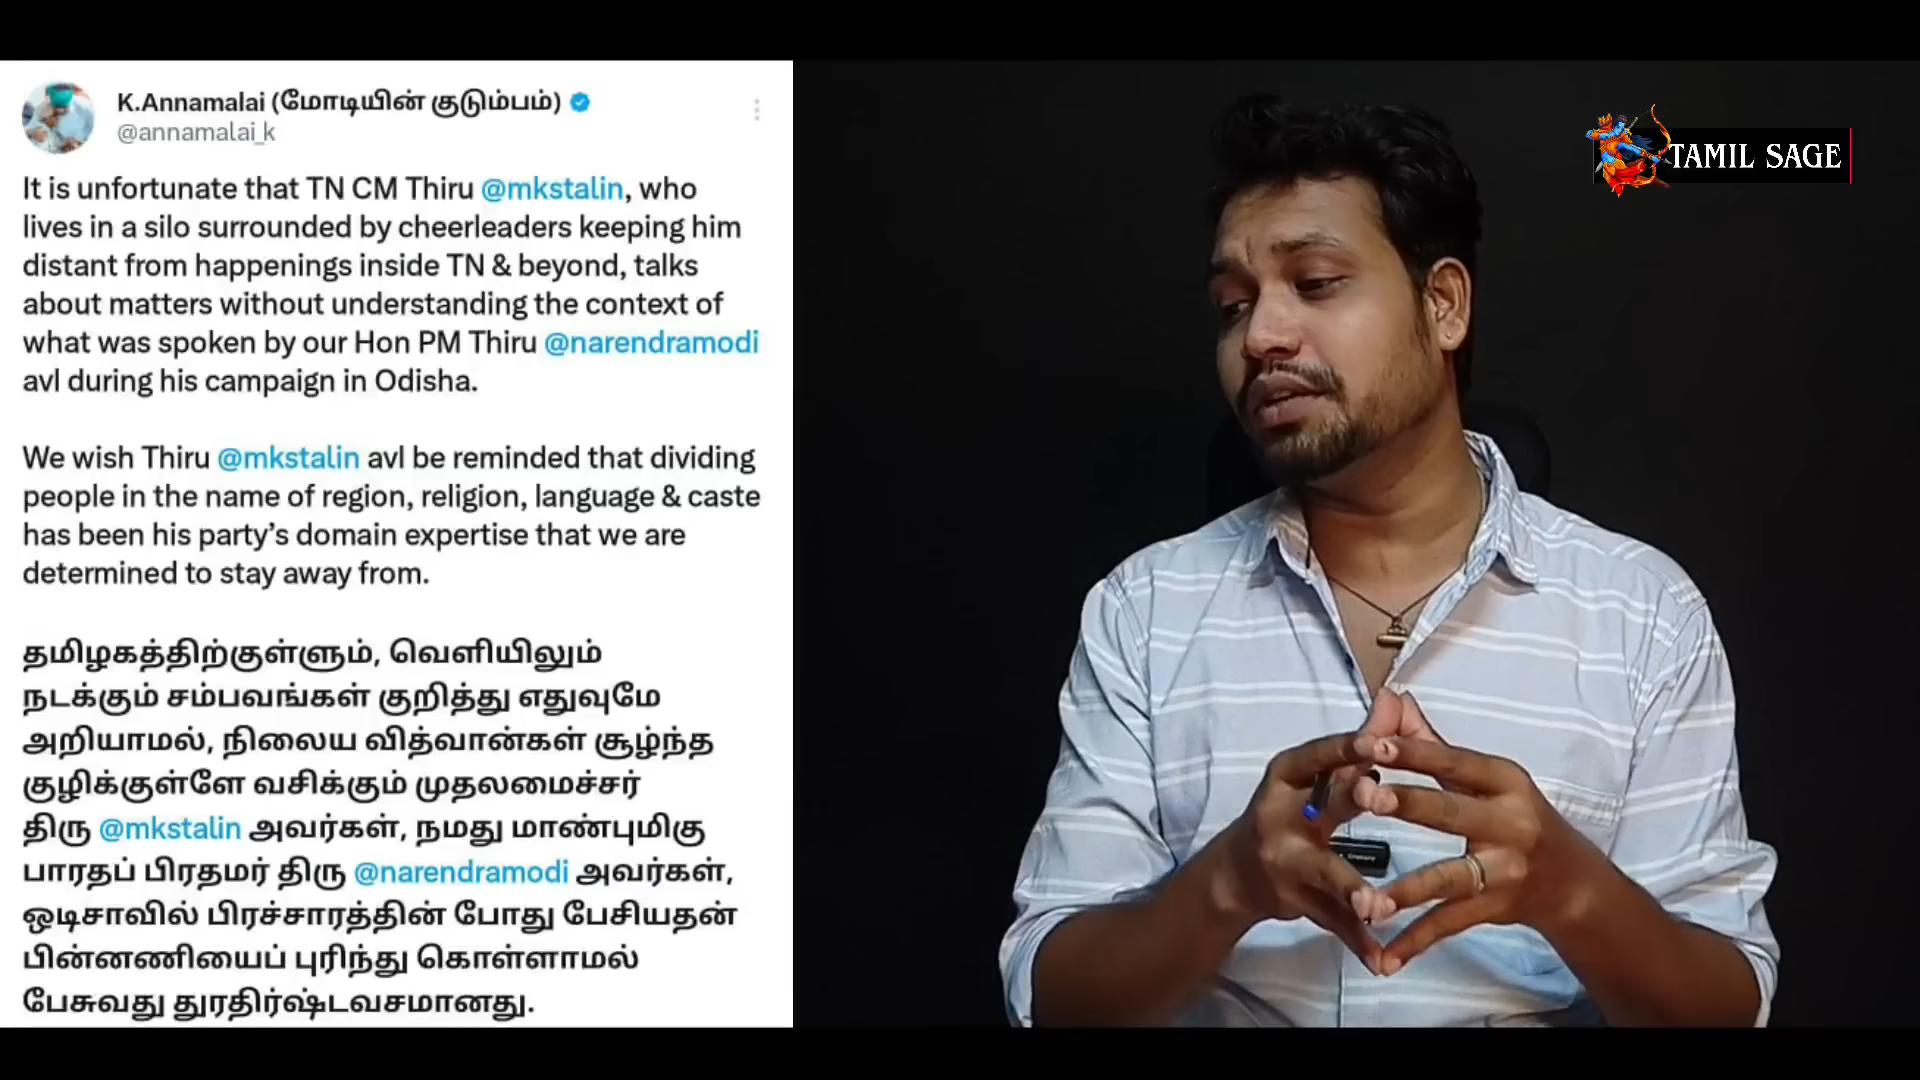 K.Annamalai (மோடியின் குடும்பம்)
@annamalai_k
It is unfortunate that TN CM Thiru @mkstalin, who
lives in a silo surrounded by cheerleaders keeping him
distant from happenings inside TN & beyond, talks
about matters without understanding the context of
what was spoken by our Hon PM Thiru @narendramodi
avl during his campaign in Odisha.
We wish Thiru @mkstalin avl be reminded that dividing
people in the name of region, religion, language & caste
has been his party’s domain expertise that we are
determined to stay away from.
தமிழகத்திற்குள்ளும், வெளியிலும்
நடக்கும் சம்பவங்கள் குறித்து எதுவுமே
அறியாமல், நிலைய வித்வான்கள் சூழ்ந்த
குழிக்குள்ளே வசிக்கும் முதலமைச்சர்
திரு @mkstalin அவர்கள், நமது மாண்புமிகு
பாரதப் பிரதமர் திரு @narendramodi அவர்கள்,
ஒடிசாவில் பிரச்சாரத்தின் போது பேசியதன்
பின்னணியைப் புரிந்து கொள்ளாமல்
பேசுவது துரதிர்ஷ்டவசமானது.
TAMIL SAGE